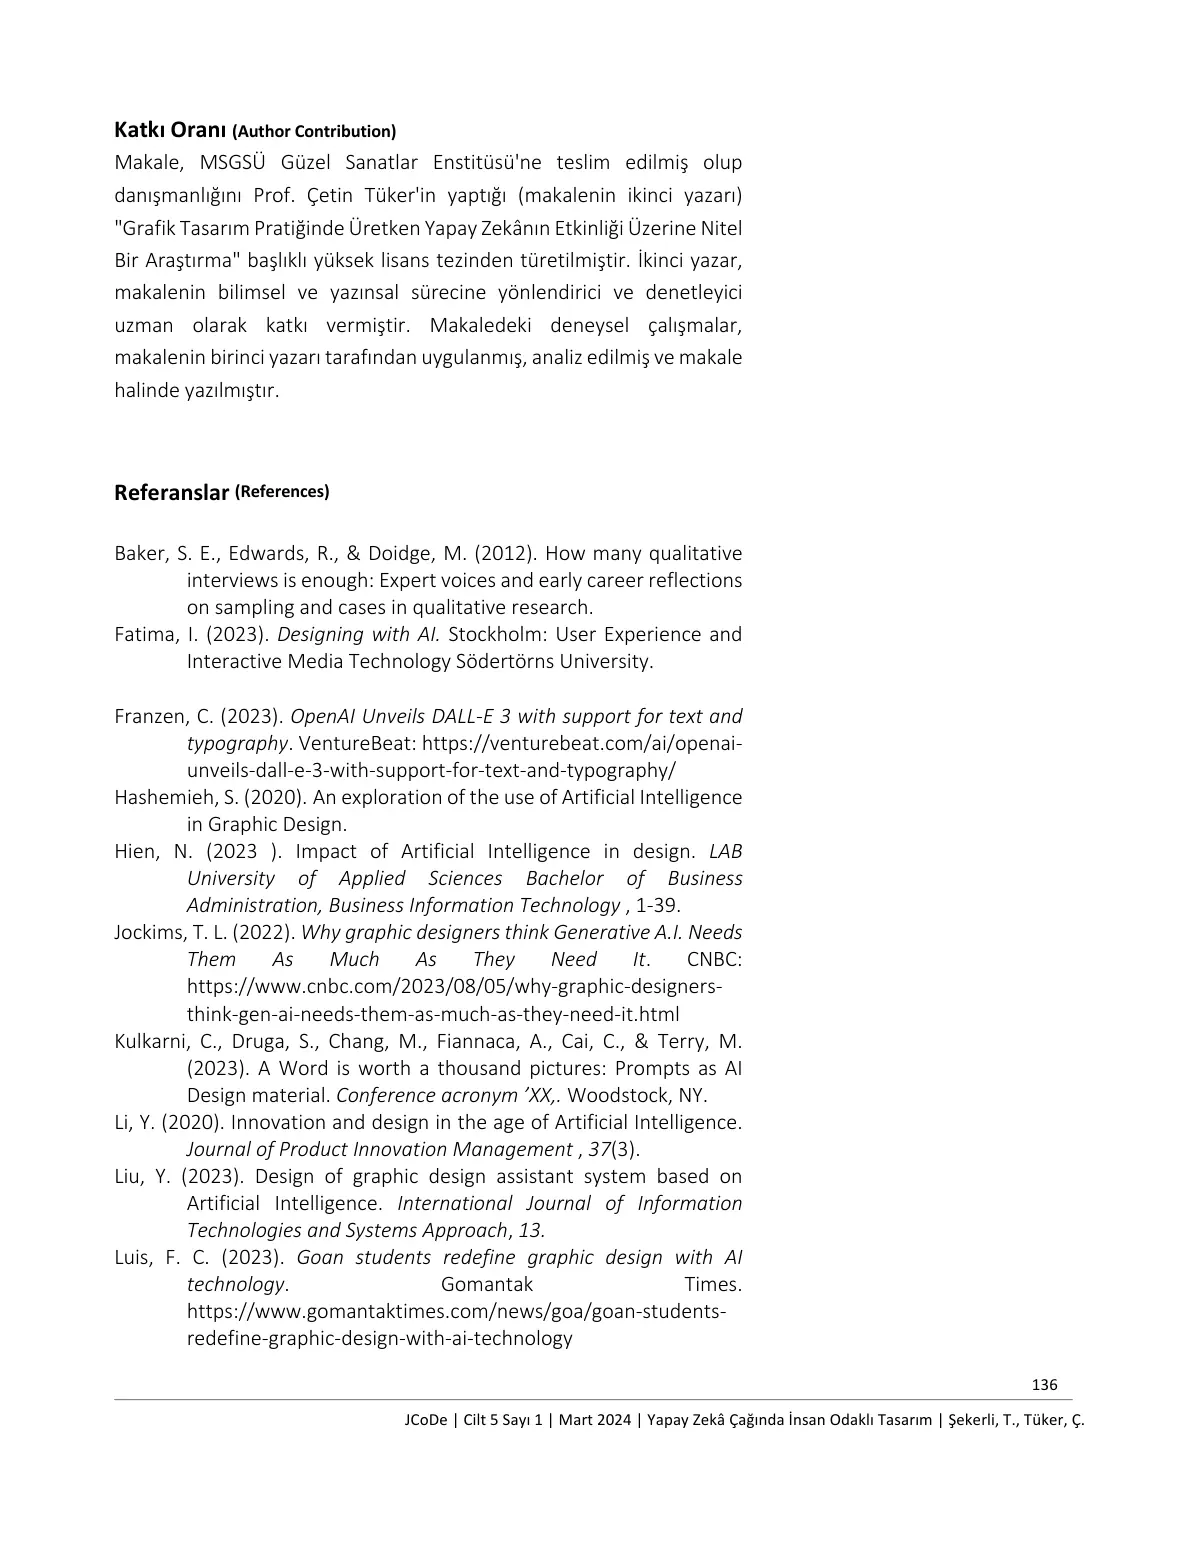 Katkı Oranı (Author Contribution)
Makale, MSGSÜ Güzel Sanatlar Enstitüsü'ne teslim edilmiş olup
danışmanlığını Prof. Çetin Tüker'in yaptığı (makalenin ikinci yazarı)
"Grafik Tasarım Pratiğinde Üretken Yapay Zekânın Etkinliği Üzerine Nitel
Bir Araştırma" başlıklı yüksek lisans tezinden türetilmiştir. İkinci yazar,
makalenin bilimsel ve yazınsal sürecine yönlendirici ve denetleyici
uzman olarak katkı vermiştir. Makaledeki deneysel çalışmalar,
makalenin birinci yazarı tarafından uygulanmış, analiz edilmiş ve makale
halinde yazılmıştır.
Referanslar (References)
Baker, S. E., Edwards, R., & Doidge, M. (2012). How many qualitative
interviews is enough: Expert voices and early career reflections
on sampling and cases in qualitative research.
Fatima, I. (2023). Designing with AI. Stockholm: User Experience and
Interactive Media Technology Södertörns University.
Franzen, C. (2023). OpenAI Unveils DALL-E 3 with support for text and
typography. VentureBeat: https://venturebeat.com/ai/openai-
unveils-dall-e-3-with-support-for-text-and-typography/
Hashemieh, S. (2020). An exploration of the use of Artificial Intelligence
in Graphic Design.
Hien, N. (2023 ). Impact of Artificial Intelligence in design. LAB
University of Applied Sciences Bachelor of Business
Administration, Business Information Technology , 1-39.
Jockims, T. L. (2022). Why graphic designers think Generative A.I. Needs
Them As Much As They Need It. CNBC:
https://www.cnbc.com/2023/08/05/why-graphic-designers-
think-gen-ai-needs-them-as-much-as-they-need-it.html
Kulkarni, C., Druga, S., Chang, M., Fiannaca, A., Cai, C., & Terry, M.
(2023). A Word is worth a thousand pictures: Prompts as AI
Design material. Conference acronym ’XX,. Woodstock, NY.
Li, Y. (2020). Innovation and design in the age of Artificial Intelligence.
Journal of Product Innovation Management , 37(3).
Liu, Y. (2023). Design of graphic design assistant system based on
Artificial Intelligence. International Journal of Information
Technologies and Systems Approach, 13.
Luis, F. C. (2023). Goan students redefine graphic design with AI
technology. Gomantak Times.
https://www.gomantaktimes.com/news/goa/goan-students-
redefine-graphic-design-with-ai-technology
136
JCoDe | Cilt 5 Sayı 1 | Mart 2024 | Yapay Zekâ Çağında İnsan Odaklı Tasarım | Şekerli, T., Tüker, Ç.